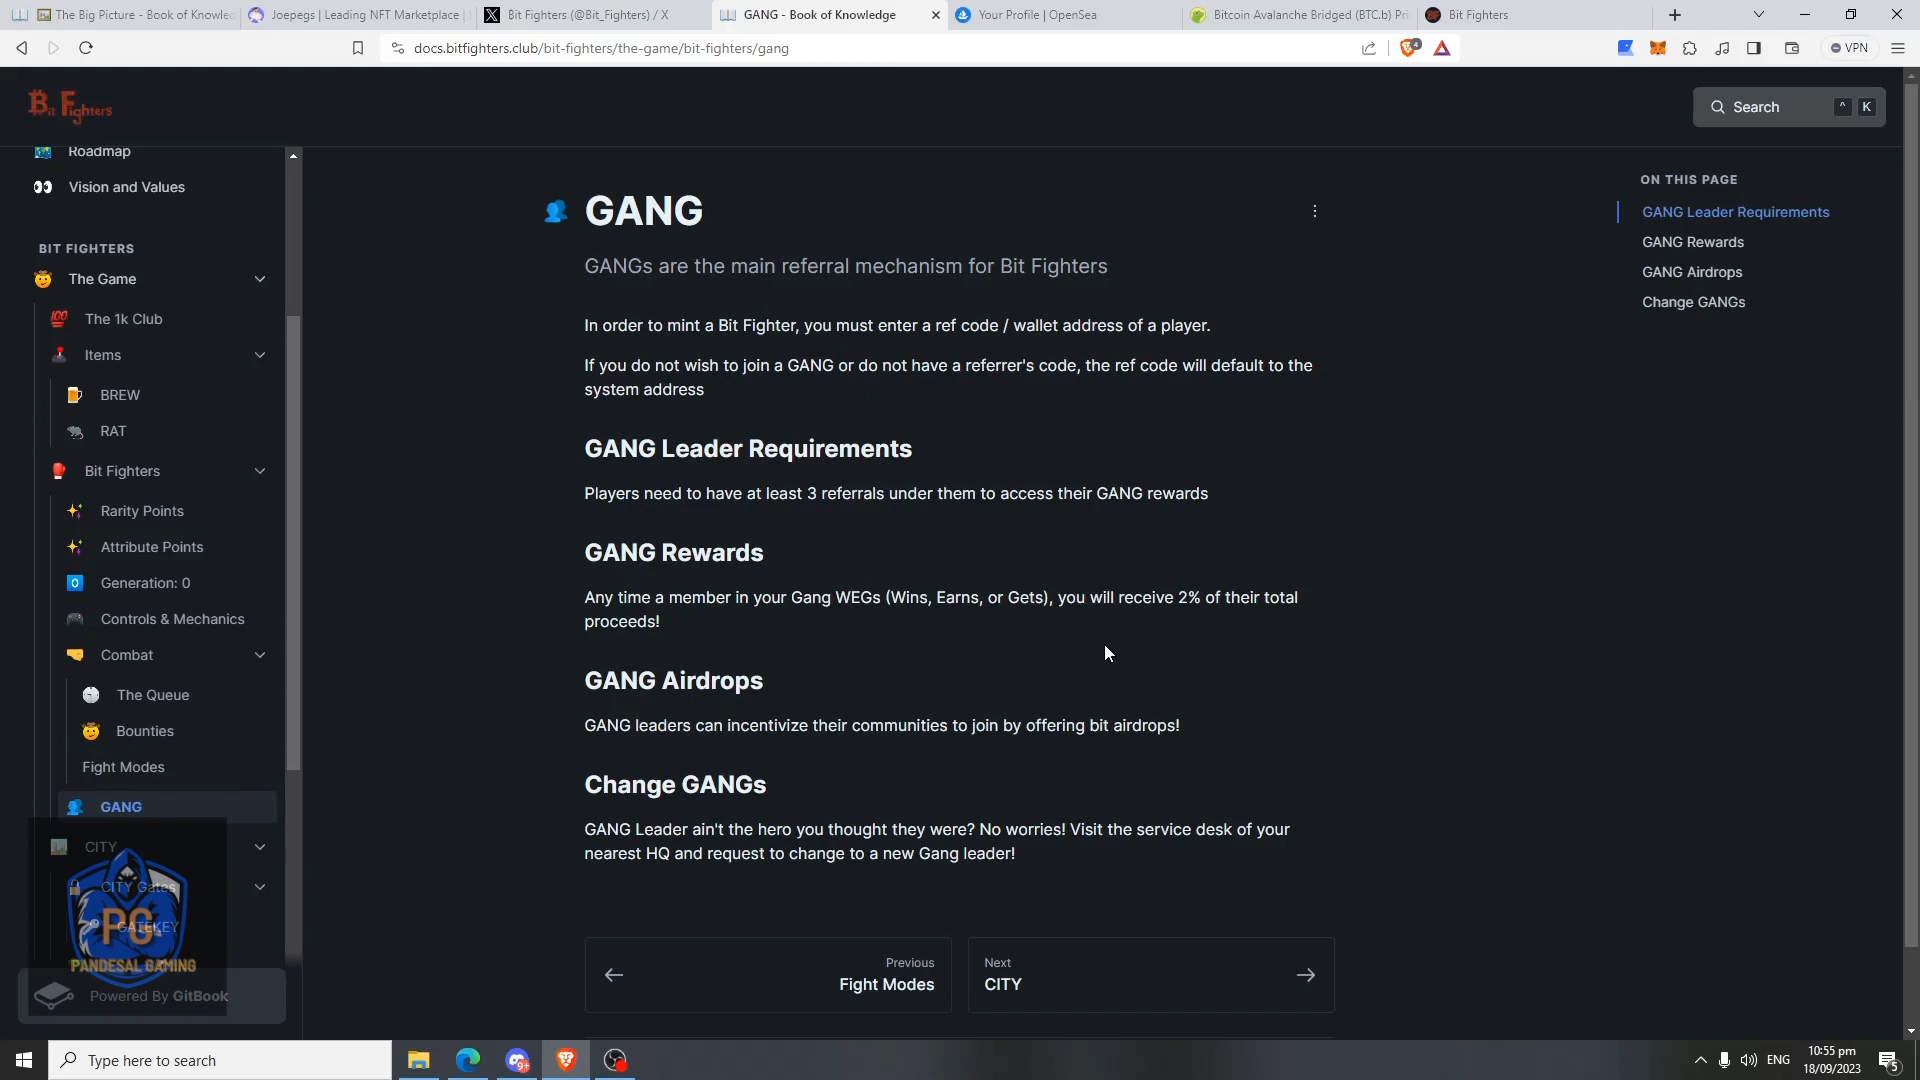 The Big Picture - Book of Knowled
Joepegs | Leading NFT Marketplace |
Bit Fighters (@Bit_Fighters) / X
GANG - Book of Knowledge
Your Profile | OpenSea
Bitcoin Avalanche Bridged (BTC.b) Pri
Bit Fighters
docs.bitfighters.club/bit-fighters/the-game/bit-fighters/gang
4
VPN
Bit Fighters
Search
^ K
Roadmap
Vision and Values
BIT FIGHTERS
The Game
100 The 1k Club
Items
BREW
RAT
Bit Fighters
Rarity Points
Attribute Points
0 Generation: 0
Controls & Mechanics
Combat
The Queue
Bounties
Fight Modes
GANG
CITY
CITY Gates
GATEKEY
PG
PANDESAL GAMING
Powered By GitBook
GANG
GANGs are the main referral mechanism for Bit Fighters
In order to mint a Bit Fighter, you must enter a ref code / wallet address of a player.
If you do not wish to join a GANG or do not have a referrer's code, the ref code will default to the
system address
GANG Leader Requirements
Players need to have at least 3 referrals under them to access their GANG rewards
GANG Rewards
Any time a member in your Gang WEGs (Wins, Earns, or Gets), you will receive 2% of their total
proceeds!
GANG Airdrops
GANG leaders can incentivize their communities to join by offering bit airdrops!
Change GANGs
GANG Leader ain't the hero you thought they were? No worries! Visit the service desk of your
nearest HQ and request to change to a new Gang leader!
Previous
Fight Modes
Next
CITY
ON THIS PAGE
GANG Leader Requirements
GANG Rewards
GANG Airdrops
Change GANGs
Type here to search
9+
ENG
10:55 pm
18/09/2023
5